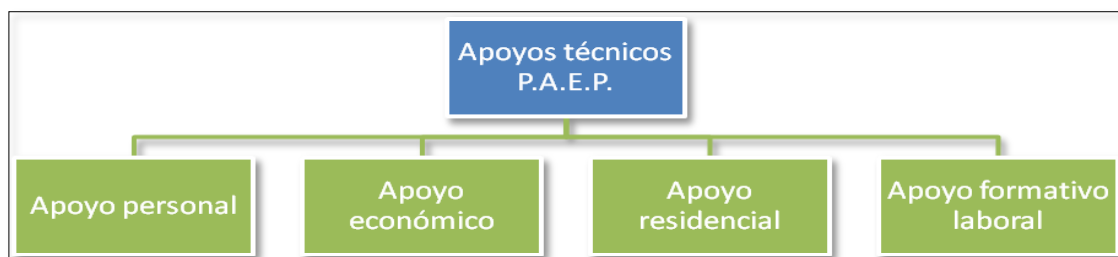 Apoyos técnicos
P.A.E.P.
Apoyo personal
Apoyo
económico
Apoyo
residencial
Apoyo formativo
laboral